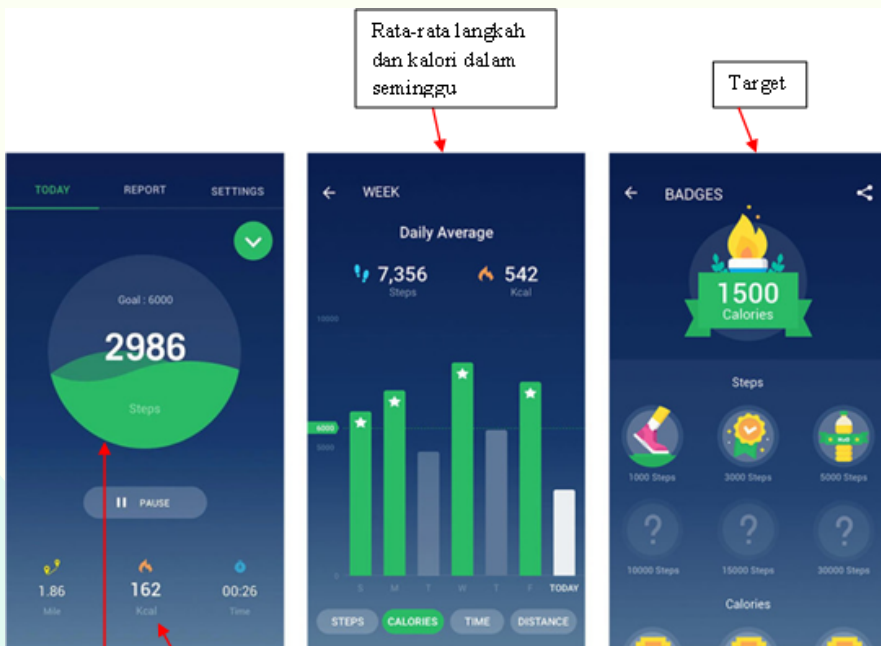 Rata-rata langkah
dan kalori dalam
seminggu
Target
TODAY REPORT SETTINGS
Goal : 6000
2986
Steps
PAUSE
1.86 162 00:26
Mile Kcal Time
WEEK
Daily Average
7,356 542
Steps Kcal
10000
6000
5000
0
S M T W T F TODAY
STEPS CALORIES TIME DISTANCE
BADGES
1500
Calories
Steps
1000 Steps 3000 Steps 5000 Steps
? ? ?
10000 Steps 15000 Steps 30000 Steps
Calories